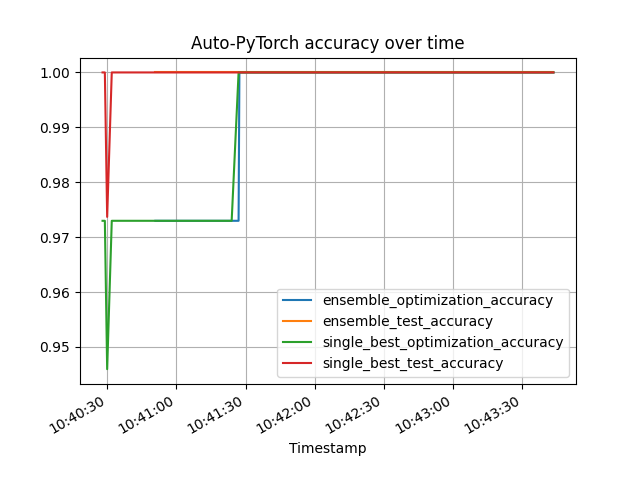 Auto-PyTorch accuracy over time
1.00
0.99
0.98
0.97
0.96
0.95
ensemble_optimization_accuracy
ensemble_test_accuracy
single_best_optimization_accuracy
single_best_test_accuracy
10:40:30
10:41:00
10:41:30
10:42:00
10:42:30
10:43:00
10:43:30
Timestamp